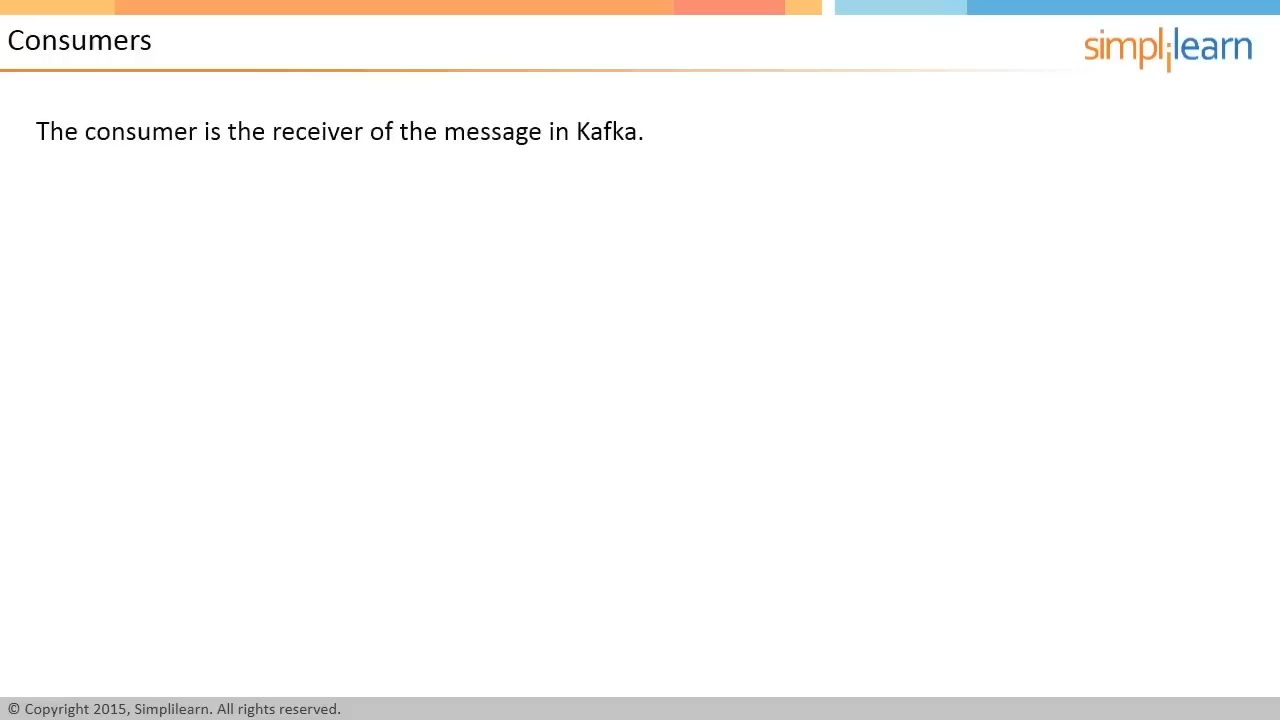 Consumers
simplilearn
The consumer is the receiver of the message in Kafka.
© Copyright 2015, Simplilearn. All rights reserved.